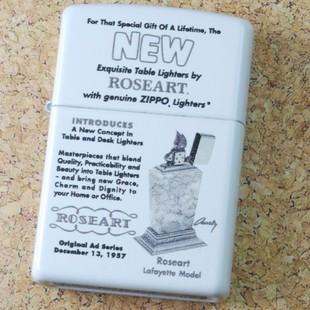 For That Special Gift Of A Lifetime, The
NEW
Exquisite Table Lighters by
ROSEART.
with genuine ZIPPO, Lighters*
INTRODUCES
A New Concept In
Table and Desk Lighters
Masterpieces that blend
Quality, Practicability and
Beauty into Table Lighters
– and bring new Grace,
Charm and Dignity to
your Home or Office.
ROSEART
Original Ad Series
December 13, 1957
Roseart
Lafayette Model